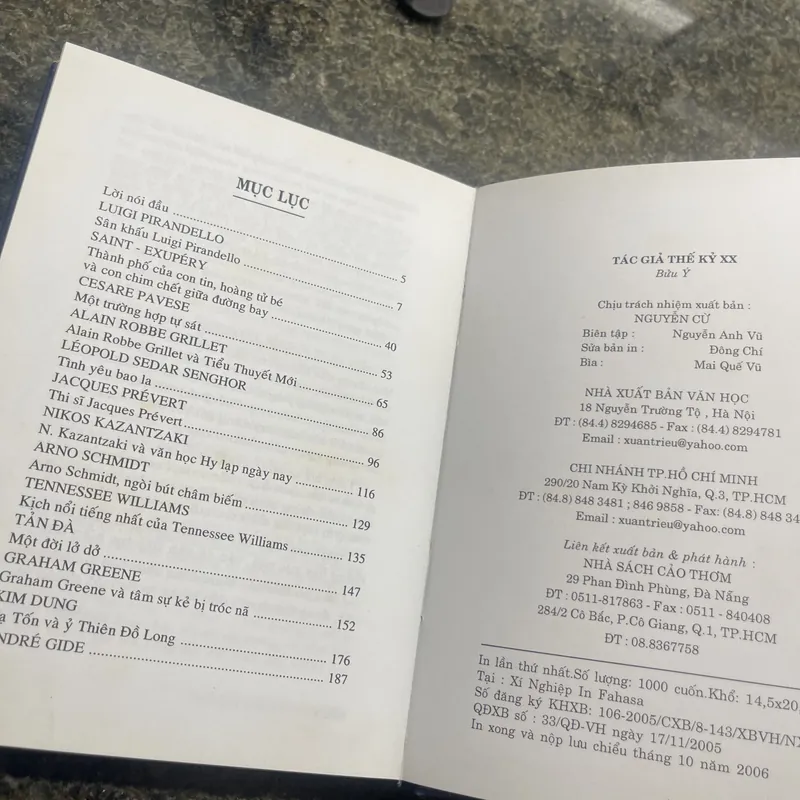 MỤC LỤC
Lời nói đầu ........ 5
LUIGI PIRANDELLO
Sân khấu Luigi Pirandello ........ 7
SAINT - EXUPÉRY
Thành phố của con tin, hoàng tử bé
và con chim chết giữa đường bay ........ 40
CESARE PAVESE
Một trường hợp tự sát ........ 53
ALAIN ROBBE GRILLET
Alain Robbe Grillet và Tiểu Thuyết Mới ........ 65
LÉOPOLD SEDAR SENGHOR
Tình yêu bao la ........ 86
JACQUES PRÉVERT
Thi sĩ Jacques Prévert ........ 96
NIKOS KAZANTZAKI
N. Kazantzaki và văn học Hy lạp ngày nay ........ 116
ARNO SCHMIDT
Arno Schmidt, ngòi bút châm biếm ........ 129
TENNESSEE WILLIAMS
Kịch nổi tiếng nhất của Tennessee Williams ........ 135
TẢN ĐÀ
Một đời lở dở ........ 147
GRAHAM GREENE
Graham Greene và tâm sự kẻ bị tróc nã ........ 152
KIM DUNG
ạ Tốn và ỷ Thiên Đồ Long ........ 176
NDRÉ GIDE ........ 187
TÁC GIẢ THẾ KỶ XX
Bửu Ý
Chịu trách nhiệm xuất bản :
NGUYỄN CỪ
Biên tập : Nguyễn Anh Vũ
Sửa bản in : Đông Chí
Bìa : Mai Quế Vũ
NHÀ XUẤT BẢN VĂN HỌC
18 Nguyễn Trường Tộ , Hà Nội
ĐT : (84.4) 8294685 - Fax : (84.4) 8294781
Email : xuantrieu@yahoo.com
CHI NHÁNH TP.HỒ CHÍ MINH
290/20 Nam Kỳ Khởi Nghĩa, Q.3, TP.HCM
ĐT : (84.8) 848 3481 ; 846 9858 - Fax: (84.8) 848 34
Email : xuantrieu@yahoo.com
Liên kết xuất bản & phát hành :
NHÀ SÁCH CẢO THƠM
29 Phan Đình Phùng, Đà Nẵng
ĐT : 0511-817863 - Fax : 0511 - 840408
284/2 Cô Bắc, P.Cô Giang, Q.1, TP.HCM
ĐT : 08.8367758
In lần thứ nhất.Số lượng: 1000 cuốn.Khổ: 14,5x20,
Tại : Xí Nghiệp In Fahasa
Số đăng ký KHXB: 106-2005/CXB/8-143/XBVH/NX
QĐXB số : 33/QĐ-VH ngày 17/11/2005
In xong và nộp lưu chiểu tháng 10 năm 2006